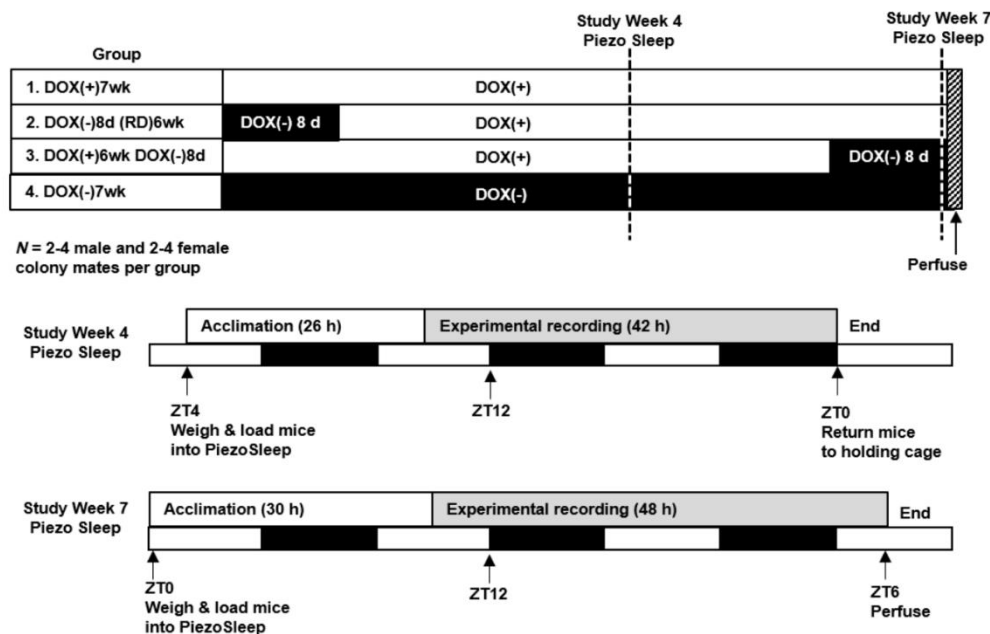 Study Week 4
Piezo Sleep
Study Week 7
Piezo Sleep
Group
1. DOX(+)7wk
DOX(+)
2. DOX(-)8d (RD)6wk
DOX(-) 8 d
DOX(+)
3. DOX(+)6wk DOX(-)8d
DOX(+)
DOX(-) 8 d
4. DOX(-)7wk
DOX(-)
N = 2-4 male and 2-4 female
colony mates per group
Perfuse
Study Week 4
Piezo Sleep
Acclimation (26 h)
Experimental recording (42 h)
End
ZT4
Weigh & load mice
into PiezoSleep
ZT12
ZT0
Return mice
to holding cage
Study Week 7
Piezo Sleep
Acclimation (30 h)
Experimental recording (48 h)
End
ZT0
Weigh & load mice
into PiezoSleep
ZT12
ZT6
Perfuse